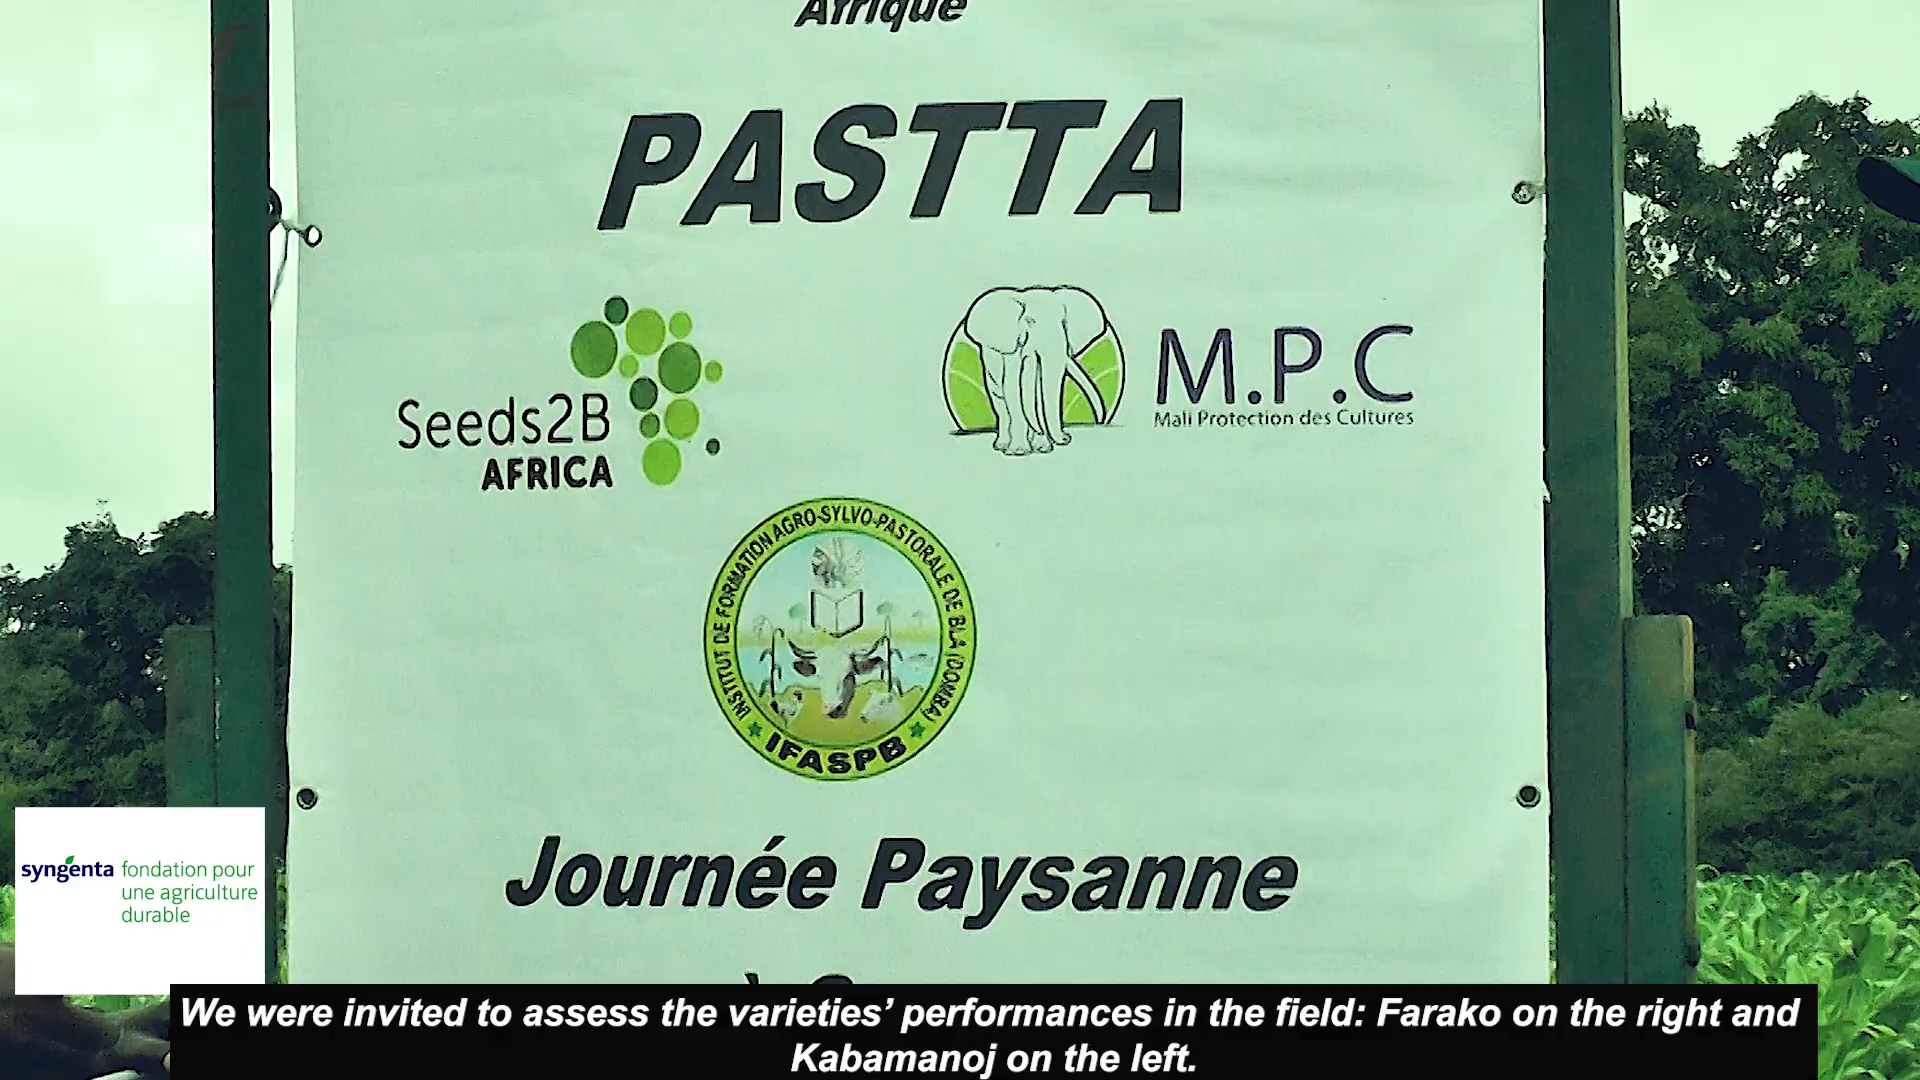 Afrique
PASTTA
Seeds2B
AFRICA
M.P.C
Mali Protection des Cultures
INSTITUT DE FORMATION AGRO-SYLVO-PASTORALE DE BLA (DOMBA)
IFASPB
Journée Paysanne
syngenta fondation pour
une agriculture
durable
We were invited to assess the varieties’ performances in the field: Farako on the right and
Kabamanoj on the left.